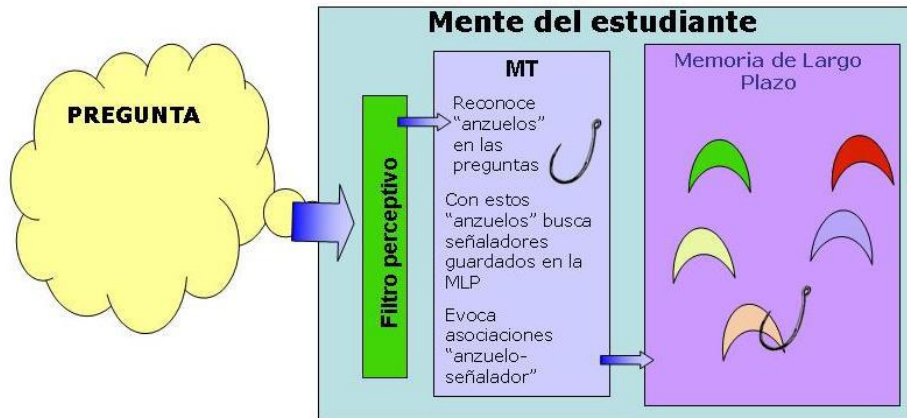 Mente del estudiante
PREGUNTA
Filtro perceptivo
MT
Reconoce
"anzuelos"
en las
preguntas
Con estos
"anzuelos" busca
señaladores
guardados en la
MLP
Evoca
asociaciones
"anzuelo-
señalador"
Memoria de Largo
Plazo